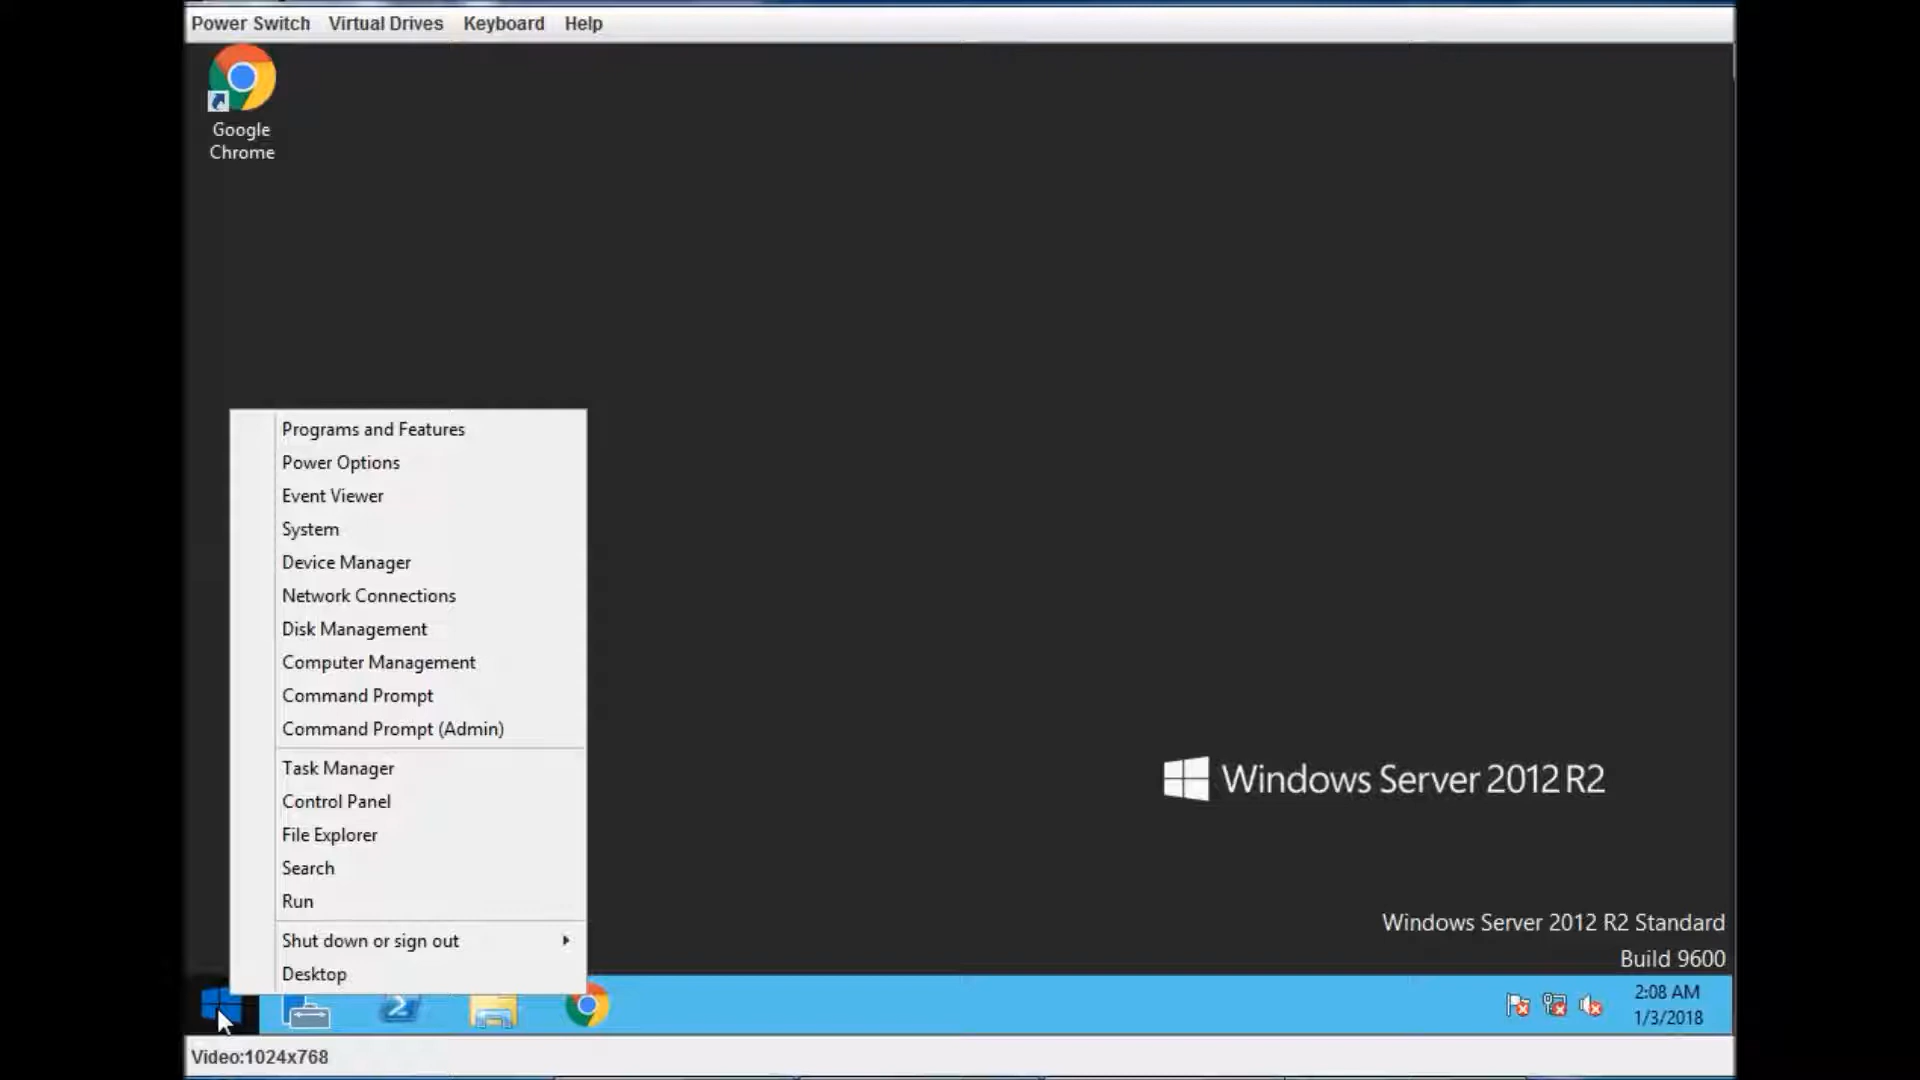 Power Switch Virtual Drives Keyboard Help
Google
Chrome
Programs and Features
Power Options
Event Viewer
System
Device Manager
Network Connections
Disk Management
Computer Management
Command Prompt
Command Prompt (Admin)
Task Manager
Control Panel
File Explorer
Search
Run
Shut down or sign out
Desktop
Windows Server 2012 R2
Windows Server 2012 R2 Standard
Build 9600
2:08 AM
1/3/2018
Video:1024x768